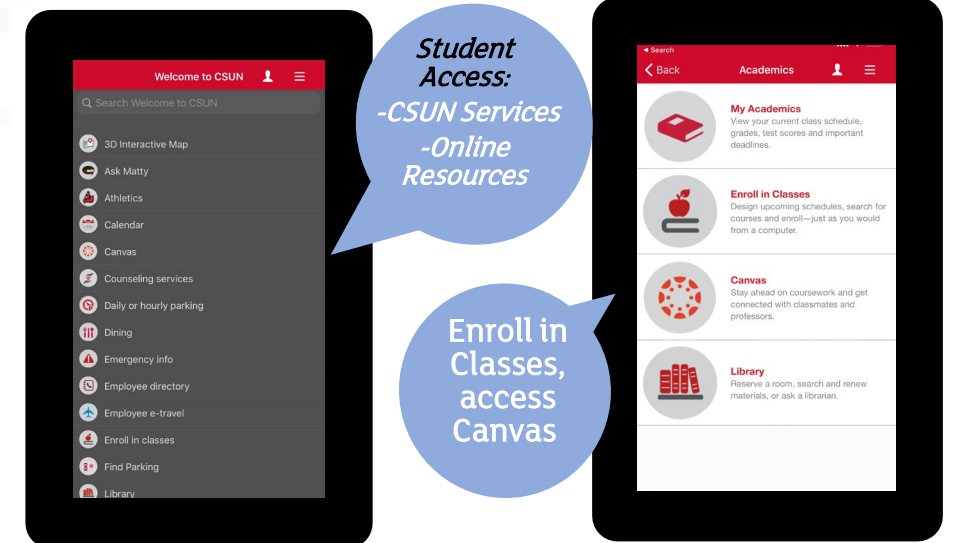 Welcome to CSUN
Search Welcome to CSUN
3D Interactive Map
Ask Matty
Athletics
Calendar
Canvas
Counseling services
Daily or hourly parking
Dining
Emergency info
Employee directory
Employee e-travel
Enroll in classes
Find Parking
Library
Student
Access:
-CSUN Services
-Online
Resources
Enroll in
Classes,
access
Canvas
Search
Back
Academics
My Academics
View your current class schedule,
grades, test scores and important
deadlines.
Enroll in Classes
Design upcoming schedules, search for
courses and enroll—just as you would
from a computer.
Canvas
Stay ahead on coursework and get
connected with classmates and
professors.
Library
Reserve a room, search and renew
materials, or ask a librarian.